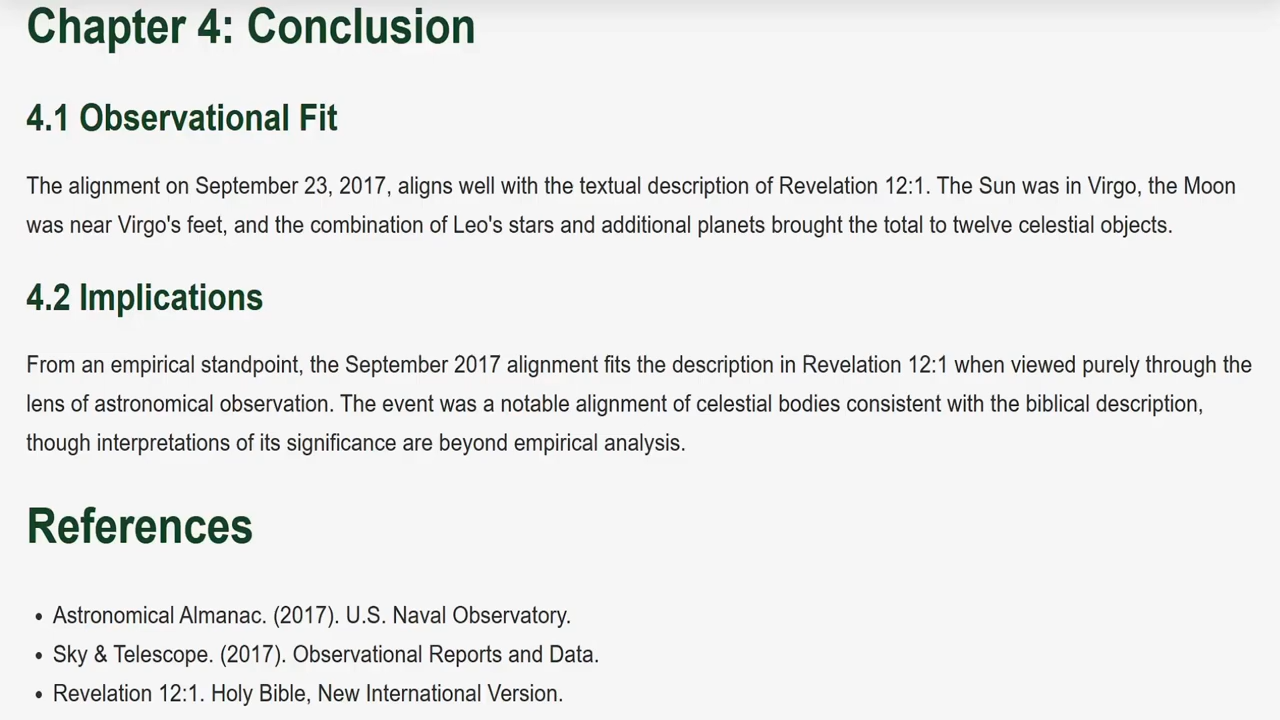 Chapter 4: Conclusion
4.1 Observational Fit
The alignment on September 23, 2017, aligns well with the textual description of Revelation 12:1. The Sun was in Virgo, the Moon
was near Virgo's feet, and the combination of Leo's stars and additional planets brought the total to twelve celestial objects.
4.2 Implications
From an empirical standpoint, the September 2017 alignment fits the description in Revelation 12:1 when viewed purely through the
lens of astronomical observation. The event was a notable alignment of celestial bodies consistent with the biblical description,
though interpretations of its significance are beyond empirical analysis.
References
• Astronomical Almanac. (2017). U.S. Naval Observatory.
• Sky & Telescope. (2017). Observational Reports and Data.
• Revelation 12:1. Holy Bible, New International Version.